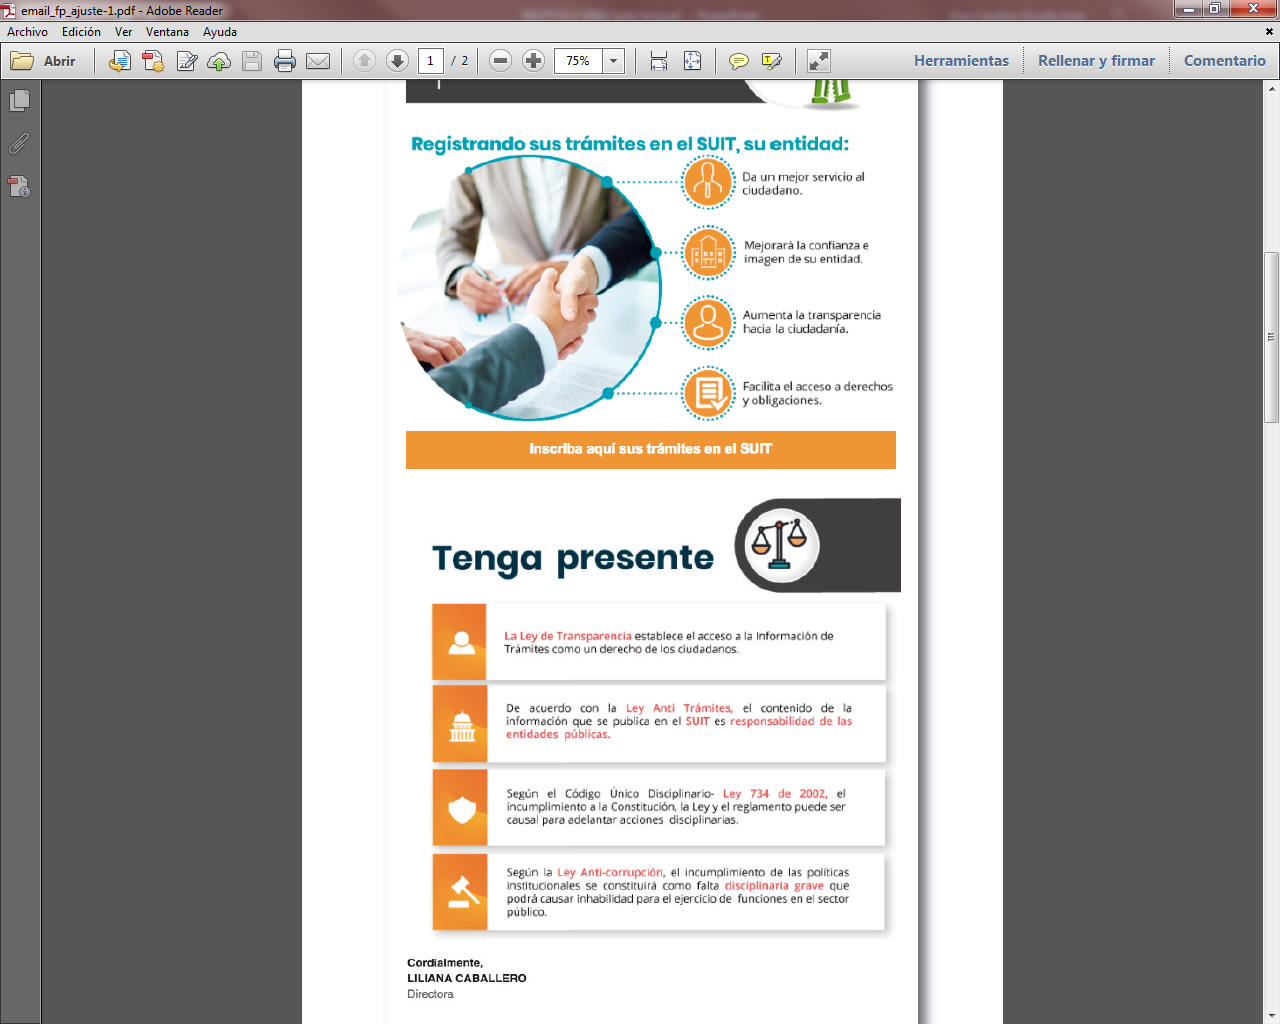 email_fp_ajuste-1.pdf - Adobe Reader
Archivo Edición Ver Ventana Ayuda
Abrir 1 / 2 75% Herramientas Rellenar y firmar Comentario
Registrando sus trámites en el SUIT, su entidad:
Da un mejor servicio al
ciudadano.
Mejorará la confianza e
imagen de su entidad.
Aumenta la transparencia
hacia la ciudadanía.
Facilita el acceso a derechos
y obligaciones.
Inscriba aquí sus trámites en el SUIT
Tenga presente
La Ley de Transparencia establece el acceso a la Información de
Trámites como un derecho de los ciudadanos.
De acuerdo con la Ley Anti Trámites, el contenido de la
información que se publica en el SUIT es responsabilidad de las
entidades públicas.
Según el Código Único Disciplinario- Ley 734 de 2002, el
incumplimiento a la Constitución, la Ley y el reglamento puede ser
causal para adelantar acciones disciplinarias.
Según la Ley Anti-corrupción, el incumplimiento de las políticas
institucionales se constituirá como falta disciplinaria grave que
podrá causar inhabilidad para el ejercicio de funciones en el sector
público.
Cordialmente,
LILIANA CABALLERO
Directora